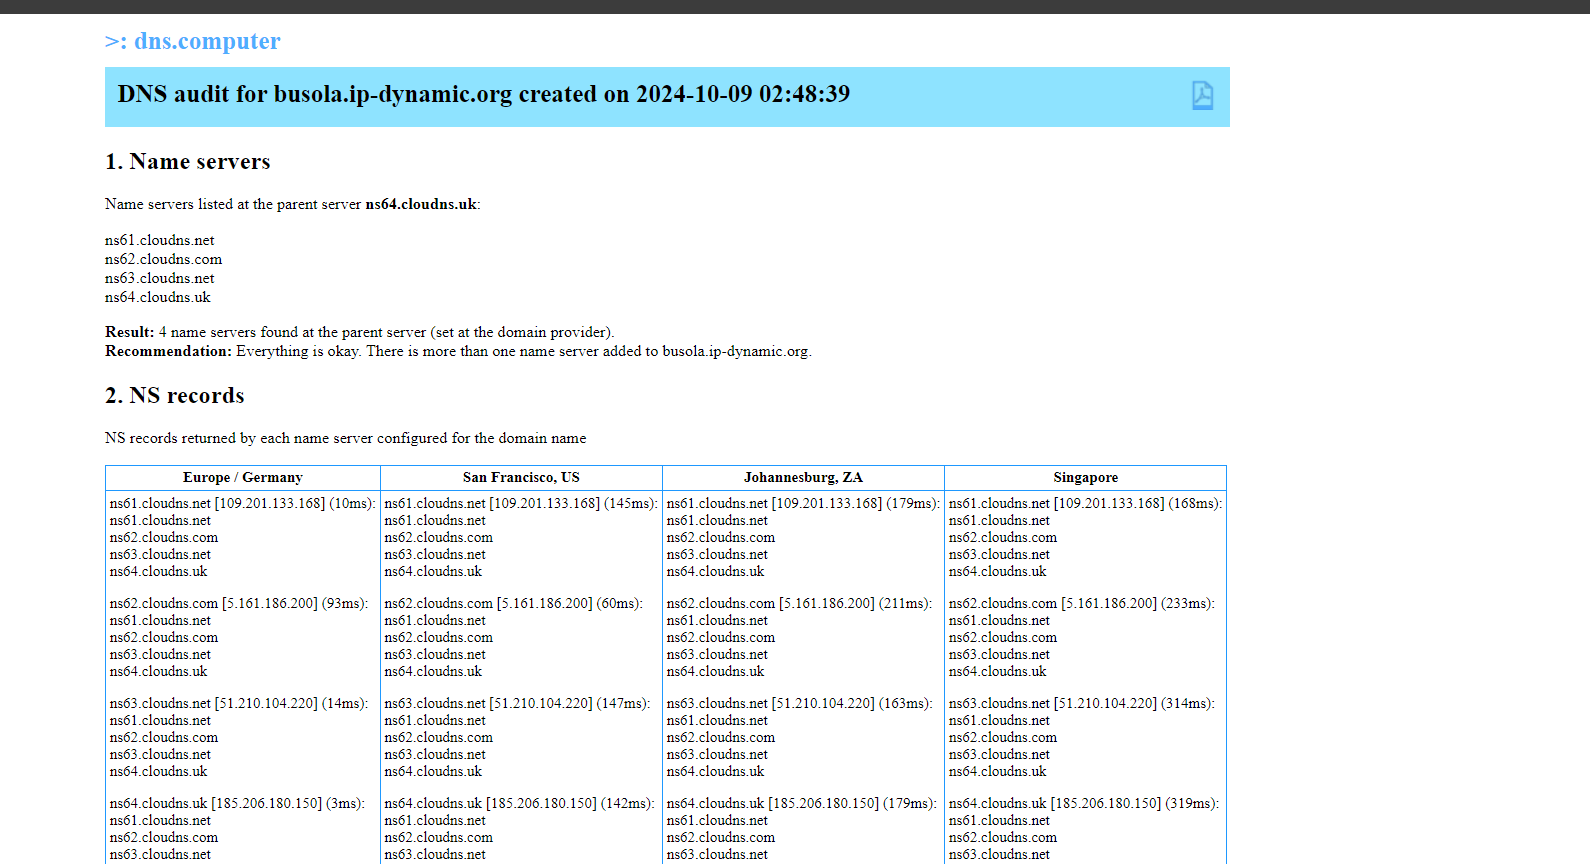 >: dns.computer
DNS audit for busola.ip-dynamic.org created on 2024-10-09 02:48:39
1. Name servers
Name servers listed at the parent server ns64.cloudns.uk:
ns61.cloudns.net
ns62.cloudns.com
ns63.cloudns.net
ns64.cloudns.uk
Result: 4 name servers found at the parent server (set at the domain provider).
Recommendation: Everything is okay. There is more than one name server added to busola.ip-dynamic.org.
2. NS records
NS records returned by each name server configured for the domain name
Europe / Germany San Francisco, US Johannesburg, ZA Singapore
ns61.cloudns.net [109.201.133.168] (10ms): ns61.cloudns.net [109.201.133.168] (145ms): ns61.cloudns.net [109.201.133.168] (179ms): ns61.cloudns.net [109.201.133.168] (168ms):
ns61.cloudns.net ns61.cloudns.net ns61.cloudns.net ns61.cloudns.net
ns62.cloudns.com ns62.cloudns.com ns62.cloudns.com ns62.cloudns.com
ns63.cloudns.net ns63.cloudns.net ns63.cloudns.net ns63.cloudns.net
ns64.cloudns.uk ns64.cloudns.uk ns64.cloudns.uk ns64.cloudns.uk
ns62.cloudns.com [5.161.186.200] (93ms): ns62.cloudns.com [5.161.186.200] (60ms): ns62.cloudns.com [5.161.186.200] (211ms): ns62.cloudns.com [5.161.186.200] (233ms):
ns61.cloudns.net ns61.cloudns.net ns61.cloudns.net ns61.cloudns.net
ns62.cloudns.com ns62.cloudns.com ns62.cloudns.com ns62.cloudns.com
ns63.cloudns.net ns63.cloudns.net ns63.cloudns.net ns63.cloudns.net
ns64.cloudns.uk ns64.cloudns.uk ns64.cloudns.uk ns64.cloudns.uk
ns63.cloudns.net [51.210.104.220] (14ms): ns63.cloudns.net [51.210.104.220] (147ms): ns63.cloudns.net [51.210.104.220] (163ms): ns63.cloudns.net [51.210.104.220] (314ms):
ns61.cloudns.net ns61.cloudns.net ns61.cloudns.net ns61.cloudns.net
ns62.cloudns.com ns62.cloudns.com ns62.cloudns.com ns62.cloudns.com
ns63.cloudns.net ns63.cloudns.net ns63.cloudns.net ns63.cloudns.net
ns64.cloudns.uk ns64.cloudns.uk ns64.cloudns.uk ns64.cloudns.uk
ns64.cloudns.uk [185.206.180.150] (3ms): ns64.cloudns.uk [185.206.180.150] (142ms): ns64.cloudns.uk [185.206.180.150] (179ms): ns64.cloudns.uk [185.206.180.150] (319ms):
ns61.cloudns.net ns61.cloudns.net ns61.cloudns.net ns61.cloudns.net
ns62.cloudns.com ns62.cloudns.com ns62.cloudns.com ns62.cloudns.com
ns63.cloudns.net ns63.cloudns.net ns63.cloudns.net ns63.cloudns.net